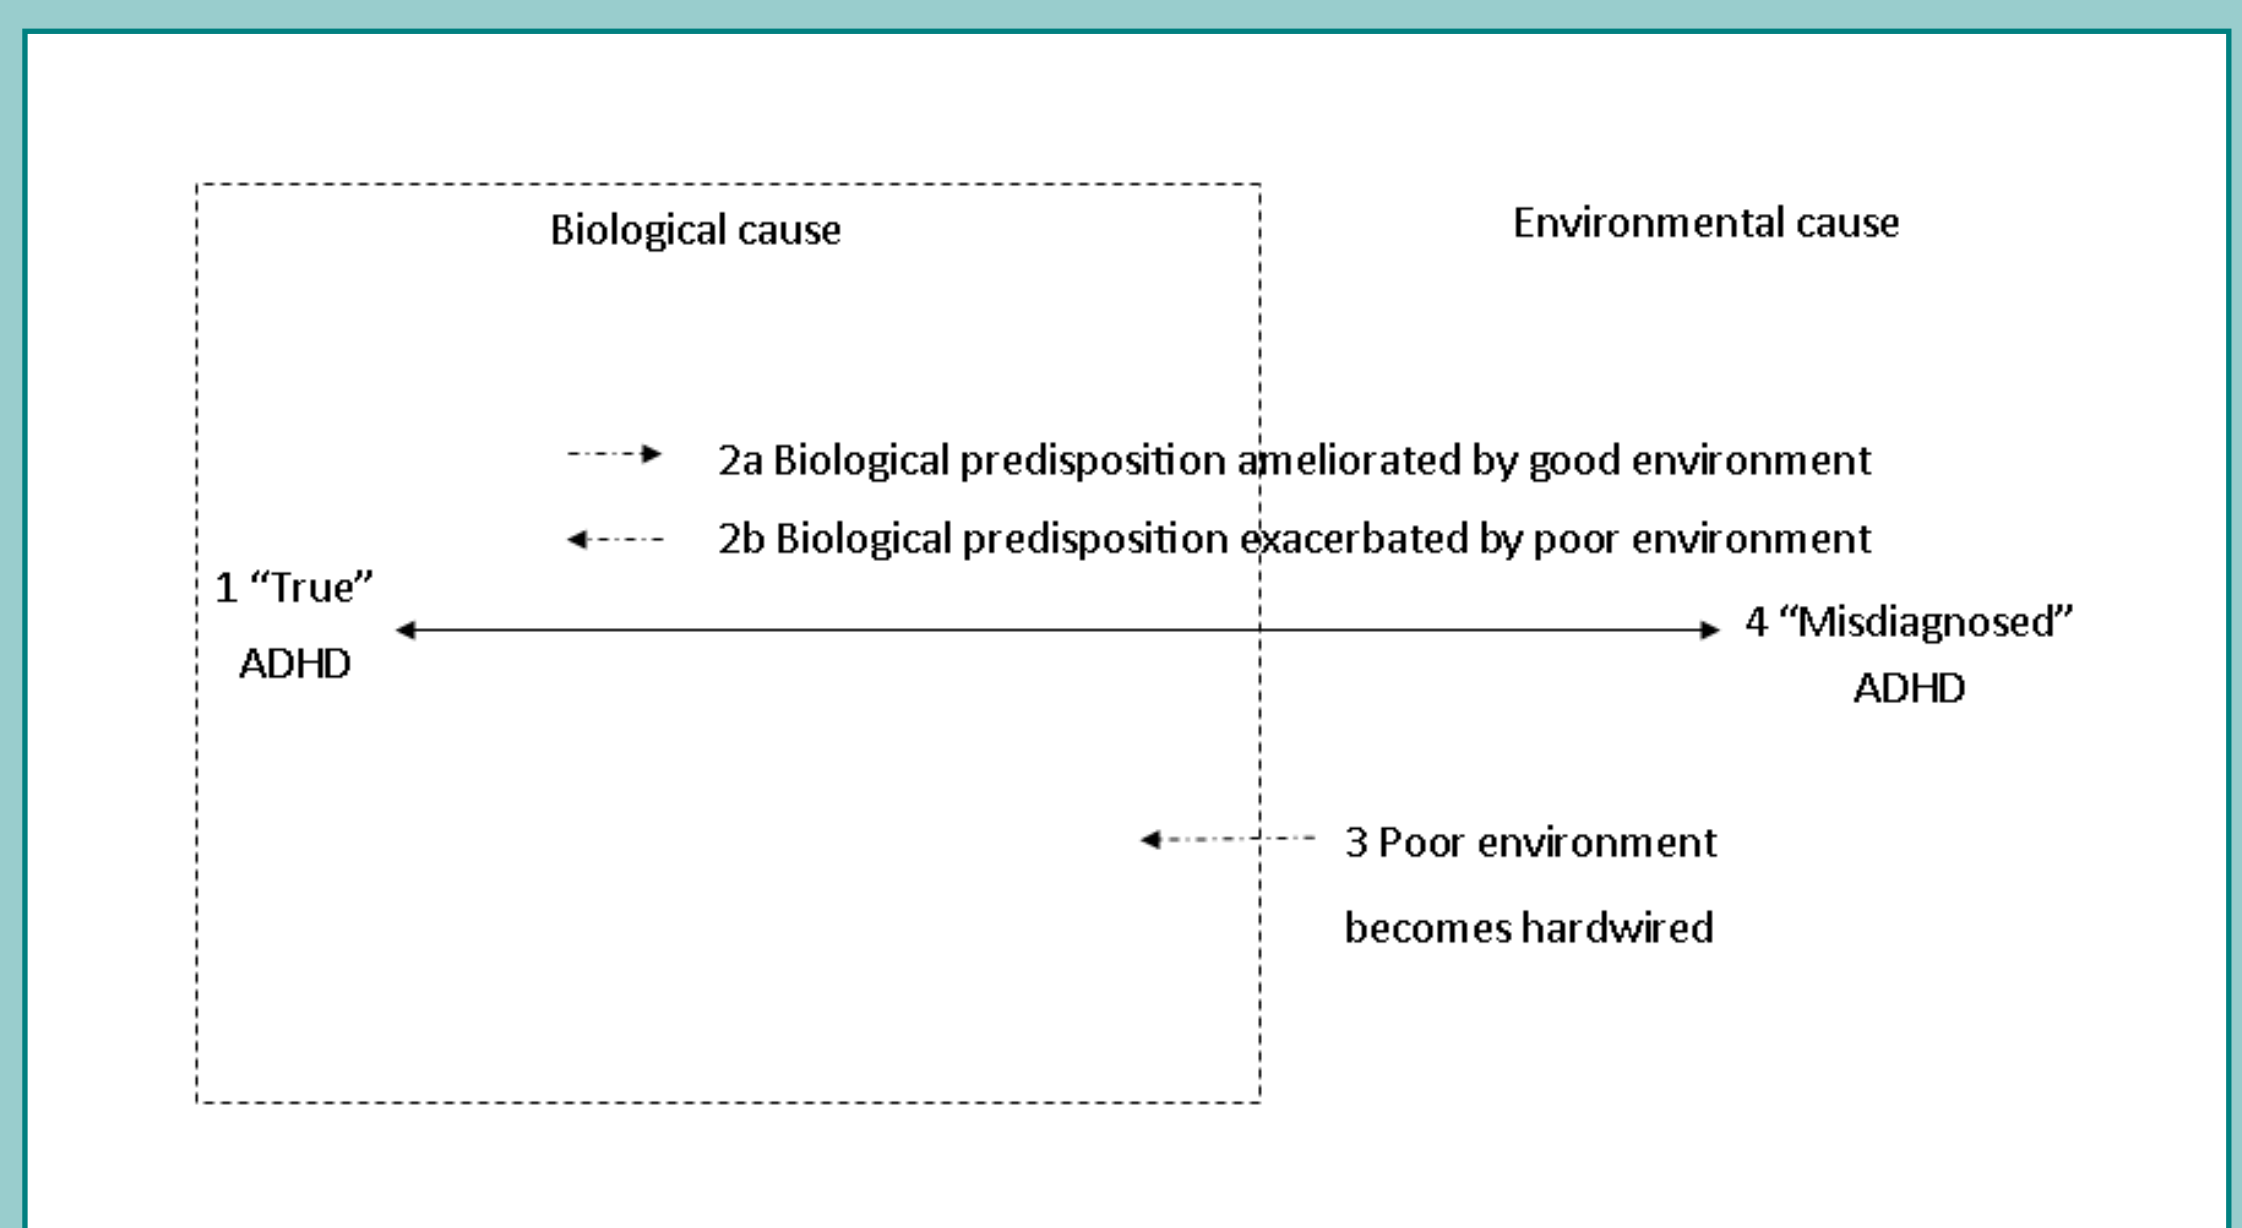 Biological cause
Environmental cause
2a Biological predisposition ameliorated by good environment
2b Biological predisposition exacerbated by poor environment
1 “True”
ADHD
4 “Misdiagnosed”
ADHD
3 Poor environment
becomes hardwired